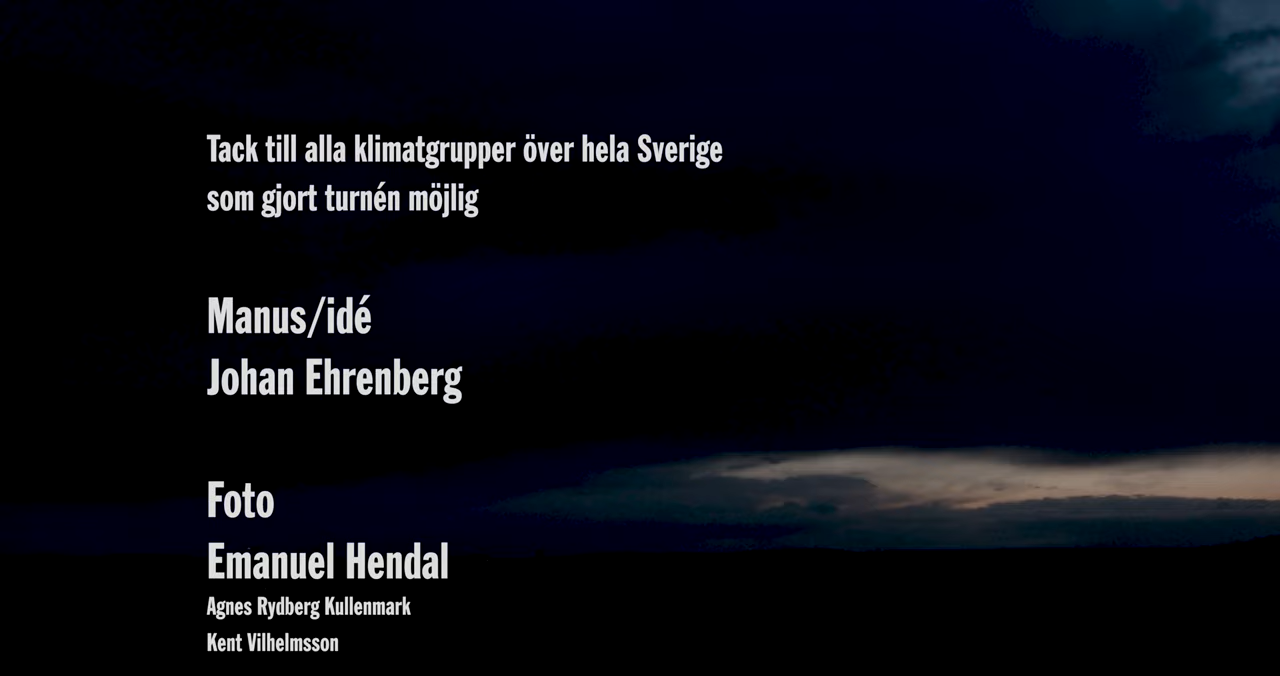 Tack till alla klimatgrupper över hela Sverige
som gjort turnén möjlig
Manus/idé
Johan Ehrenberg
Foto
Emanuel Hendal
Agnes Rydberg Kullenmark
Kent Vilhelmsson